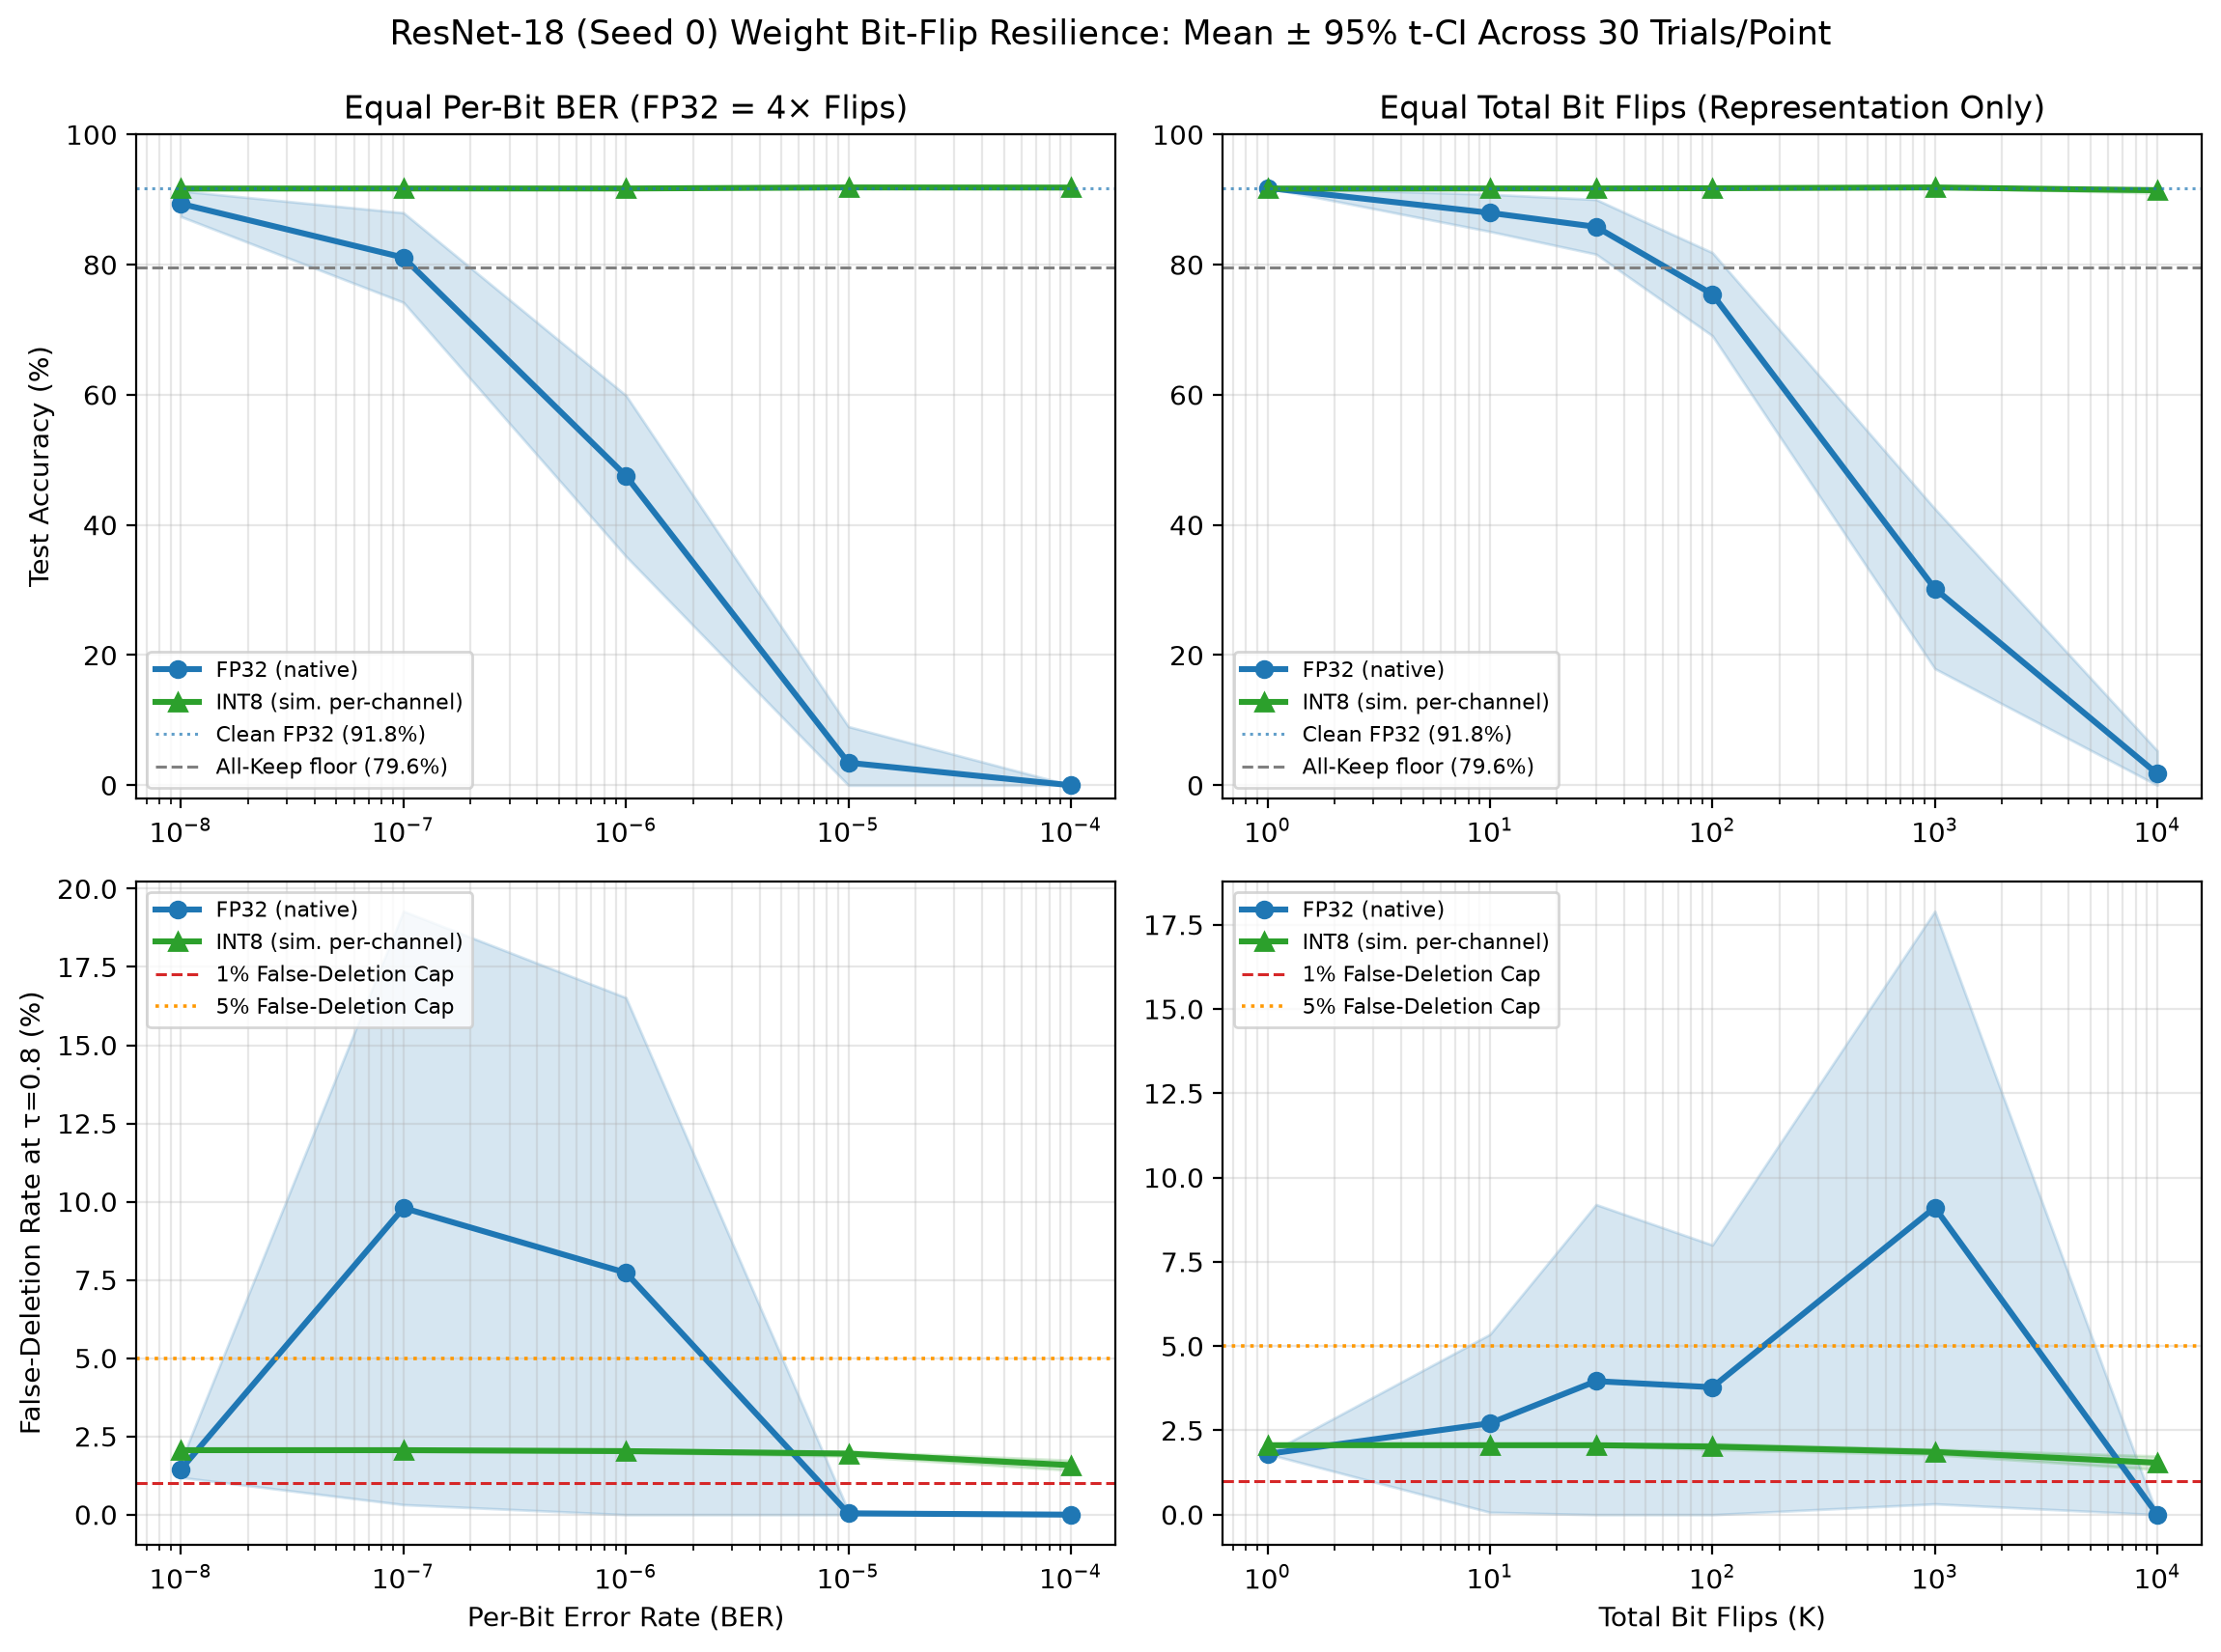 ResNet-18 (Seed 0) Weight Bit-Flip Resilience: Mean ± 95% t-CI Across 30 Trials/Point
Equal Per-Bit BER (FP32 = 4× Flips)
100
80
60
40
20
0
Test Accuracy (%)
FP32 (native)
INT8 (sim. per-channel)
Clean FP32 (91.8%)
All-Keep floor (79.6%)
10⁻⁸
10⁻⁷
10⁻⁶
10⁻⁵
10⁻⁴
Equal Total Bit Flips (Representation Only)
100
80
60
40
20
0
FP32 (native)
INT8 (sim. per-channel)
Clean FP32 (91.8%)
All-Keep floor (79.6%)
10⁰
10¹
10²
10³
10⁴
20.0
17.5
15.0
12.5
10.0
7.5
5.0
2.5
0.0
False-Deletion Rate at τ=0.8 (%)
FP32 (native)
INT8 (sim. per-channel)
1% False-Deletion Cap
5% False-Deletion Cap
10⁻⁸
10⁻⁷
10⁻⁶
10⁻⁵
10⁻⁴
Per-Bit Error Rate (BER)
17.5
15.0
12.5
10.0
7.5
5.0
2.5
0.0
FP32 (native)
INT8 (sim. per-channel)
1% False-Deletion Cap
5% False-Deletion Cap
10⁰
10¹
10²
10³
10⁴
Total Bit Flips (K)